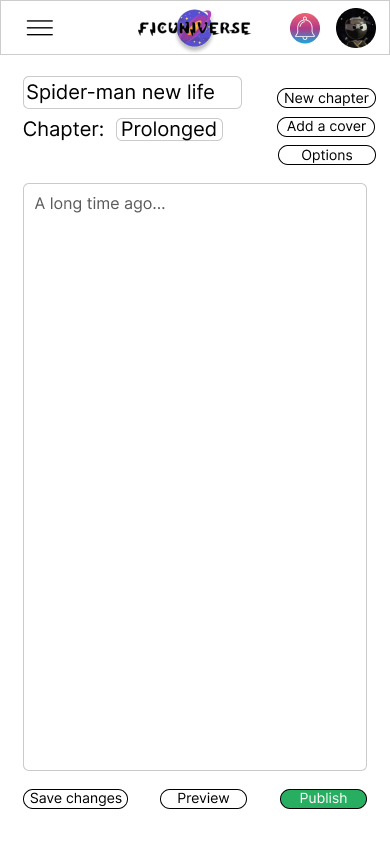 FICUNIVERSE
Spider-man new life
New chapter
Chapter: Prolonged
Add a cover
Options
A long time ago...
Save changes
Preview
Publish